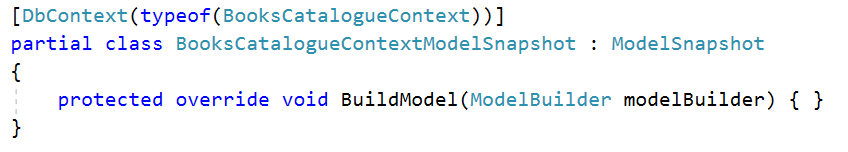 [DbContext(typeof(BooksCatalogueContext))]
partial class BooksCatalogueContextModelSnapshot : ModelSnapshot
{
    protected override void BuildModel(ModelBuilder modelBuilder) { }
}